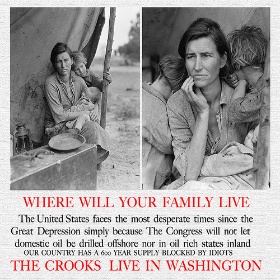 WHERE WILL YOUR FAMILY LIVE
The United States faces the most desperate times since the
Great Depression simply because The Congress will not let
domestic oil be drilled offshore nor in oil rich states inland
OUR COUNTRY HAS A 600 YEAR SUPPLY BLOCKED BY IDIOTS
THE CROOKS LIVE IN WASHINGTON